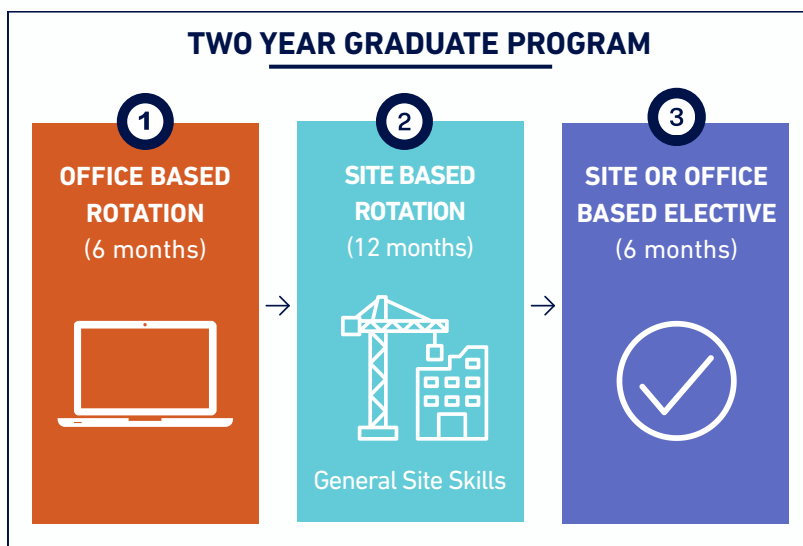 TWO YEAR GRADUATE PROGRAM
1
OFFICE BASED
ROTATION
(6 months)
2
SITE BASED
ROTATION
(12 months)
General Site Skills
3
SITE OR OFFICE
BASED ELECTIVE
(6 months)